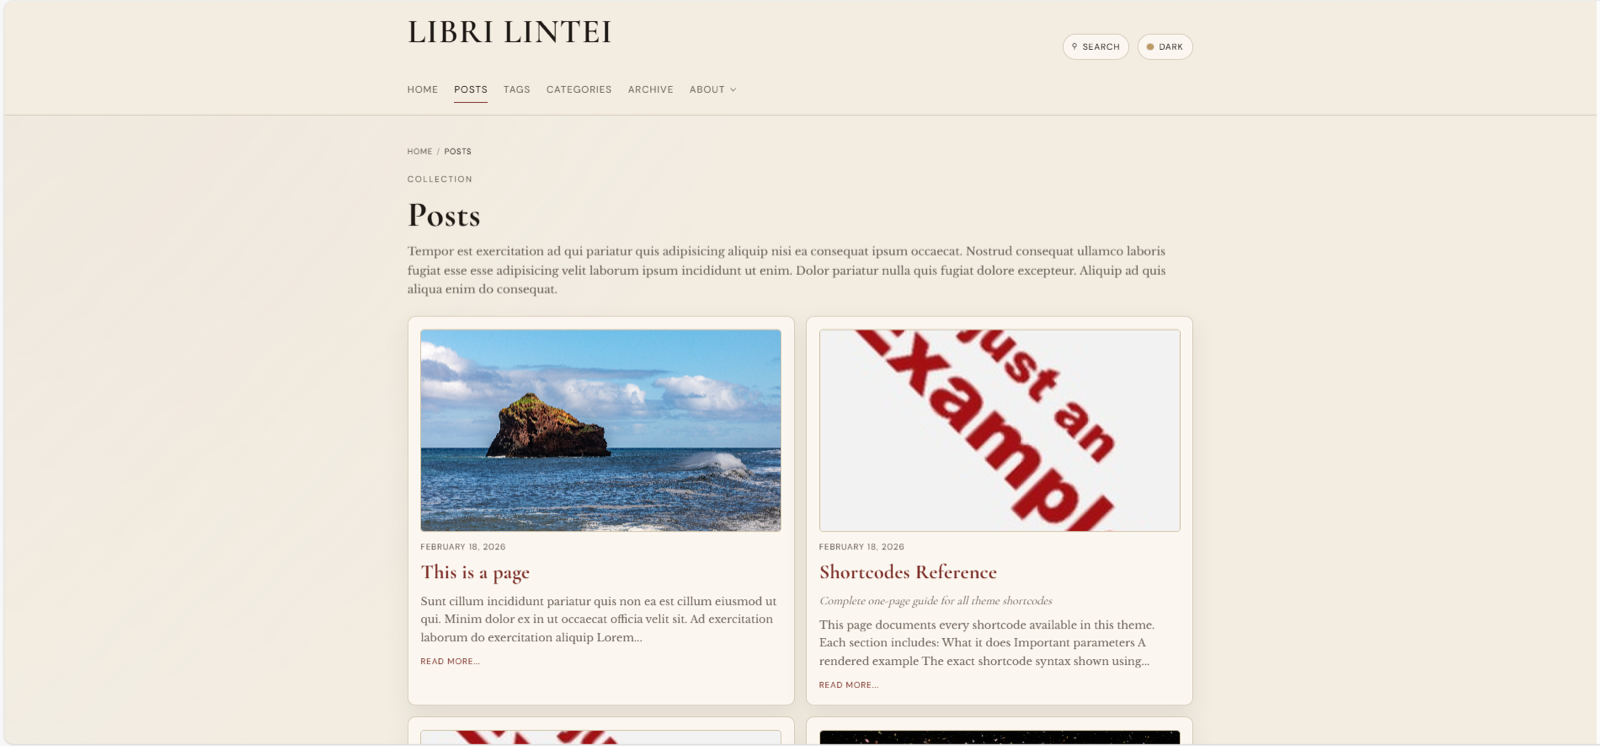 LIBRI LINTEI
SEARCH
DARK
HOME POSTS TAGS CATEGORIES ARCHIVE ABOUT
HOME / POSTS
COLLECTION
Posts
Tempor est exercitation ad qui pariatur quis adipisicing aliquip nisi ea consequat ipsum occaecat. Nostrud consequat ullamco laboris
fugiat esse esse adipisicing velit laborum ipsum incididunt ut enim. Dolor pariatur nulla quis fugiat dolore excepteur. Aliquip ad quis
aliqua enim do consequat.
FEBRUARY 18, 2026
This is a page
Sunt cillum incididunt pariatur quis non ea est cillum eiusmod ut
qui. Minim dolor ex in ut occaecat officia velit sit. Ad exercitation
laborum do exercitation aliquip Lorem...
READ MORE...
just an
Exampl
FEBRUARY 18, 2026
Shortcodes Reference
Complete one-page guide for all theme shortcodes
This page documents every shortcode available in this theme.
Each section includes: What it does Important parameters A
rendered example The exact shortcode syntax shown using...
READ MORE...